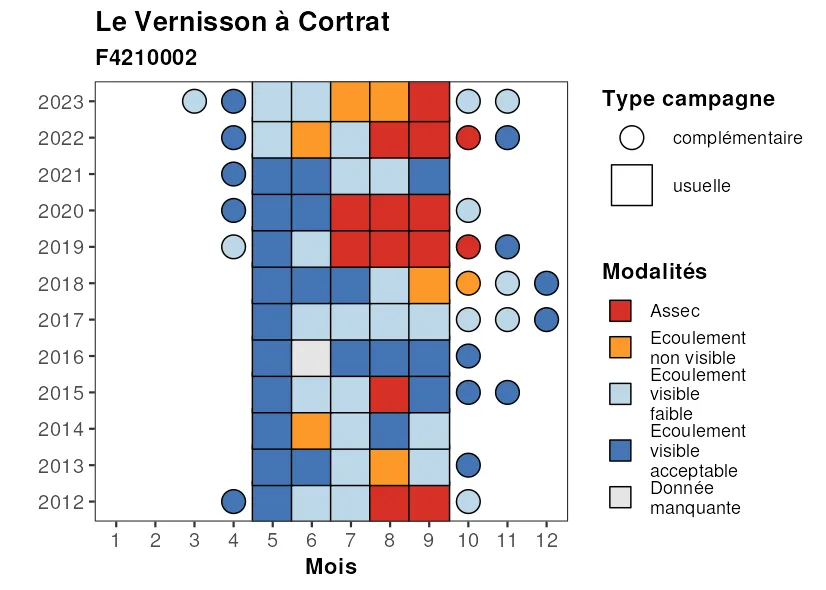 Le Vernisson à Cortrat
F4210002
2023
2022
2021
2020
2019
2018
2017
2016
2015
2014
2013
2012
1 2 3 4 5 6 7 8 9 10 11 12
Mois
Type campagne
complémentaire
usuelle
Modalités
Assec
Ecoulement
non visible
Ecoulement
visible
faible
Ecoulement
visible
acceptable
Donnée
manquante